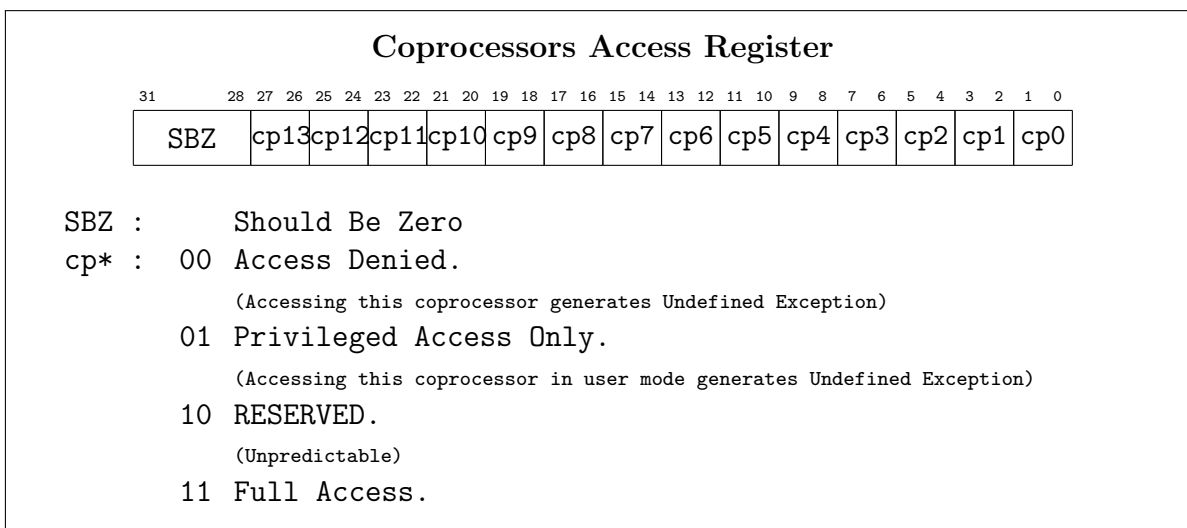 Coprocessors Access Register
31 28 27 26 25 24 23 22 21 20 19 18 17 16 15 14 13 12 11 10 9 8 7 6 5 4 3 2 1 0
SBZ cp13 cp12 cp11 cp10 cp9 cp8 cp7 cp6 cp5 cp4 cp3 cp2 cp1 cp0
SBZ : Should Be Zero
cp* : 00 Access Denied.
(Accessing this coprocessor generates Undefined Exception)
01 Privileged Access Only.
(Accessing this coprocessor in user mode generates Undefined Exception)
10 RESERVED.
(Unpredictable)
11 Full Access.